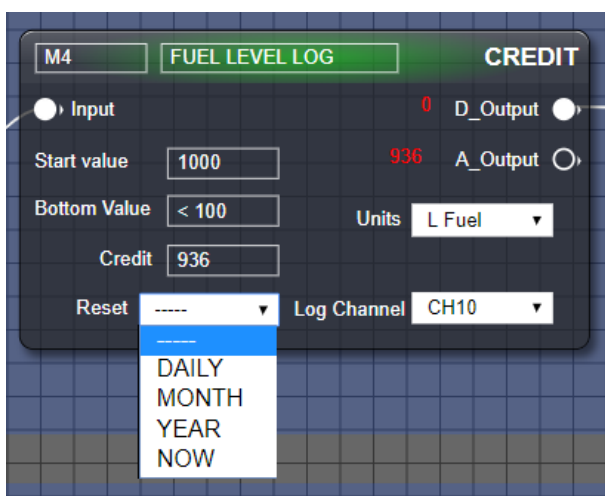 M4 FUEL LEVEL LOG CREDIT
Input 0 D_Output
Start value 1000 936 A_Output
Bottom Value < 100 Units L Fuel
Credit 936
Reset ----- Log Channel CH10
-----
DAILY
MONTH
YEAR
NOW